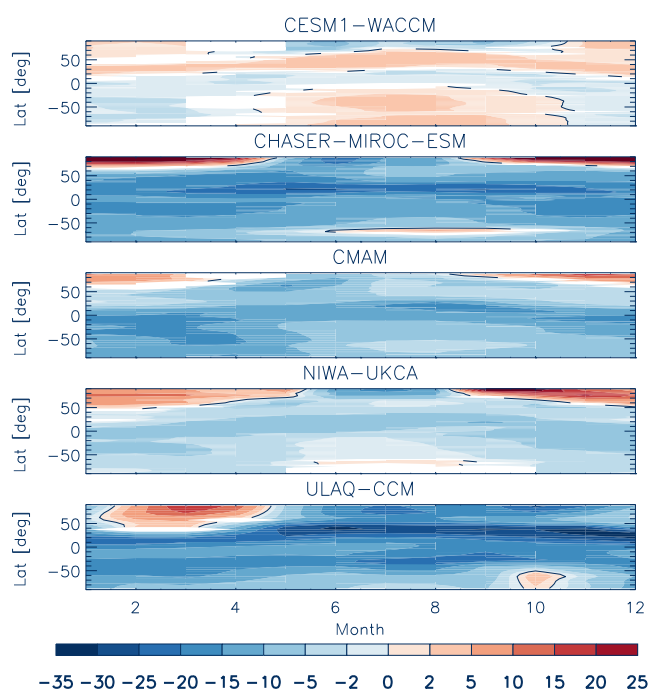 CESM1−WACCM
Lat [deg]
50
0
−50
CHASER−MIROC−ESM
Lat [deg]
50
0
−50
CMAM
Lat [deg]
50
0
−50
NIWA−UKCA
Lat [deg]
50
0
−50
ULAQ−CCM
Lat [deg]
50
0
−50
2 4 6 8 10 12
Month
−35 −30 −25 −20 −15 −10 −5 −2 0 2 5 10 15 20 25